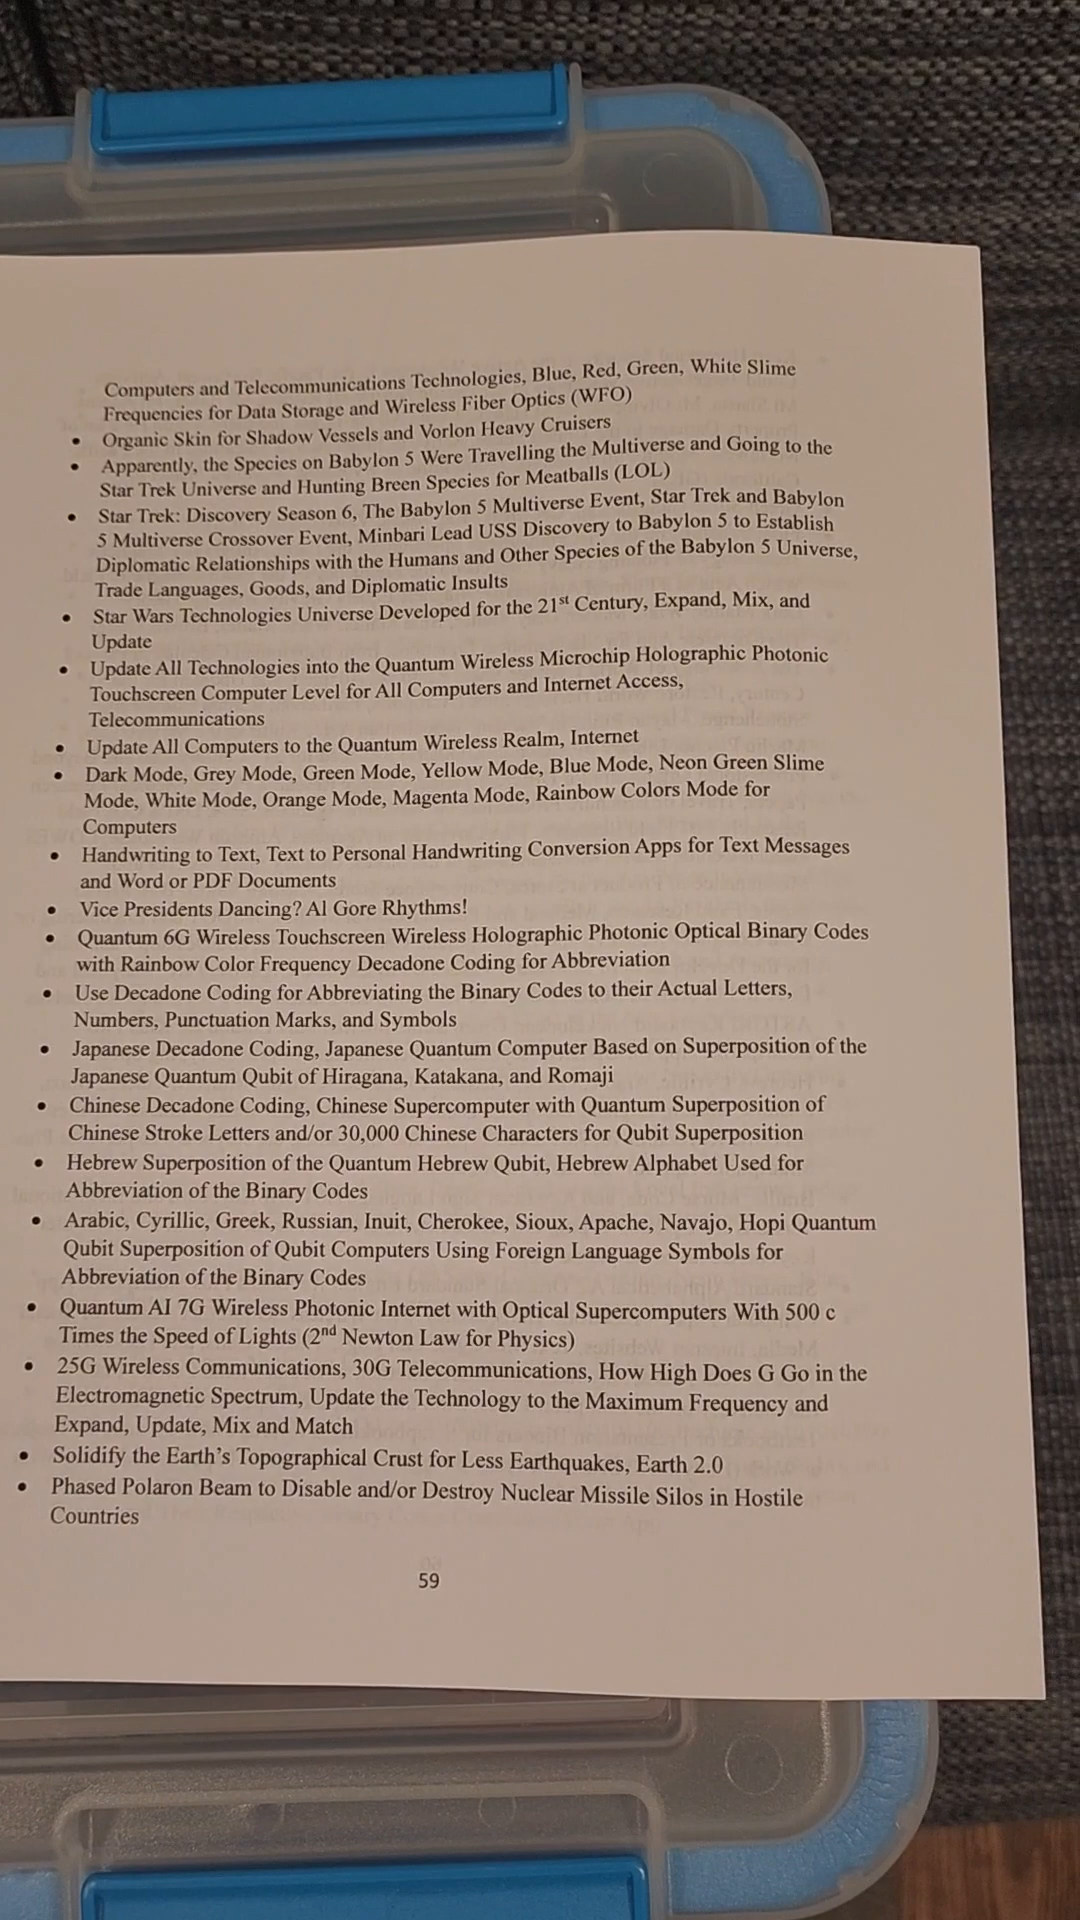 Computers and Telecommunications Technologies, Blue, Red, Green, White Slime
Frequencies for Data Storage and Wireless Fiber Optics (WFO)
• Organic Skin for Shadow Vessels and Vorlon Heavy Cruisers
• Apparently, the Species on Babylon 5 Were Travelling the Multiverse and Going to the
Star Trek Universe and Hunting Breen Species for Meatballs (LOL)
• Star Trek: Discovery Season 6, The Babylon 5 Multiverse Event, Star Trek and Babylon
5 Multiverse Crossover Event, Minbari Lead USS Discovery to Babylon 5 to Establish
Diplomatic Relationships with the Humans and Other Species of the Babylon 5 Universe,
Trade Languages, Goods, and Diplomatic Insults
• Star Wars Technologies Universe Developed for the 21st Century, Expand, Mix, and
Update
• Update All Technologies into the Quantum Wireless Microchip Holographic Photonic
Touchscreen Computer Level for All Computers and Internet Access,
Telecommunications
• Update All Computers to the Quantum Wireless Realm, Internet
• Dark Mode, Grey Mode, Green Mode, Yellow Mode, Blue Mode, Neon Green Slime
Mode, White Mode, Orange Mode, Magenta Mode, Rainbow Colors Mode for
Computers
• Handwriting to Text, Text to Personal Handwriting Conversion Apps for Text Messages
and Word or PDF Documents
• Vice Presidents Dancing? Al Gore Rhythms!
• Quantum 6G Wireless Touchscreen Wireless Holographic Photonic Optical Binary Codes
with Rainbow Color Frequency Decadone Coding for Abbreviation
• Use Decadone Coding for Abbreviating the Binary Codes to their Actual Letters,
Numbers, Punctuation Marks, and Symbols
• Japanese Decadone Coding, Japanese Quantum Computer Based on Superposition of the
Japanese Quantum Qubit of Hiragana, Katakana, and Romaji
• Chinese Decadone Coding, Chinese Supercomputer with Quantum Superposition of
Chinese Stroke Letters and/or 30,000 Chinese Characters for Qubit Superposition
• Hebrew Superposition of the Quantum Hebrew Qubit, Hebrew Alphabet Used for
Abbreviation of the Binary Codes
• Arabic, Cyrillic, Greek, Russian, Inuit, Cherokee, Sioux, Apache, Navajo, Hopi Quantum
Qubit Superposition of Qubit Computers Using Foreign Language Symbols for
Abbreviation of the Binary Codes
• Quantum AI 7G Wireless Photonic Internet with Optical Supercomputers With 500 c
Times the Speed of Lights (2nd Newton Law for Physics)
• 25G Wireless Communications, 30G Telecommunications, How High Does G Go in the
Electromagnetic Spectrum, Update the Technology to the Maximum Frequency and
Expand, Update, Mix and Match
• Solidify the Earth's Topographical Crust for Less Earthquakes, Earth 2.0
• Phased Polaron Beam to Disable and/or Destroy Nuclear Missile Silos in Hostile
Countries
59